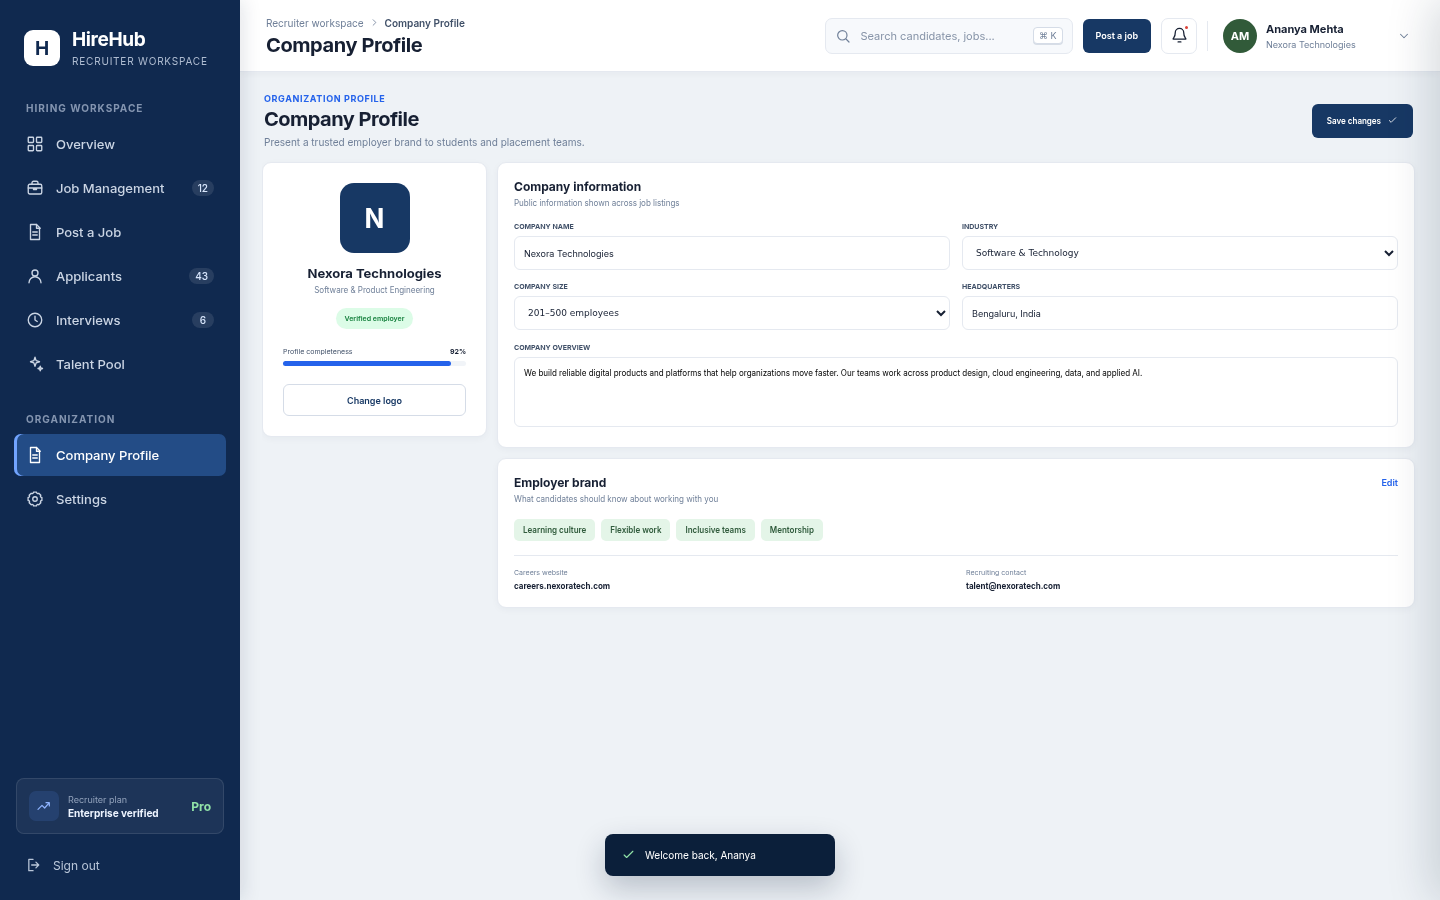 H
HireHub
RECRUITER WORKSPACE
HIRING WORKSPACE
Overview
Job Management 12
Post a Job
Applicants 43
Interviews 6
Talent Pool
ORGANIZATION
Company Profile
Settings
Recruiter plan
Enterprise verified
Pro
Sign out
Recruiter workspace > Company Profile
Company Profile
Search candidates, jobs...
⌘ K
Post a job
AM
Ananya Mehta
Nexora Technologies
ORGANIZATION PROFILE
Company Profile
Present a trusted employer brand to students and placement teams.
Save changes
N
Nexora Technologies
Software & Product Engineering
Verified employer
Profile completeness 92%
Change logo
Company information
Public information shown across job listings
COMPANY NAME
Nexora Technologies
INDUSTRY
Software & Technology
COMPANY SIZE
201–500 employees
HEADQUARTERS
Bengaluru, India
COMPANY OVERVIEW
We build reliable digital products and platforms that help organizations move faster. Our teams work across product design, cloud engineering, data, and applied AI.
Employer brand
Edit
What candidates should know about working with you
Learning culture
Flexible work
Inclusive teams
Mentorship
Careers website
careers.nexoratech.com
Recruiting contact
talent@nexoratech.com
Welcome back, Ananya